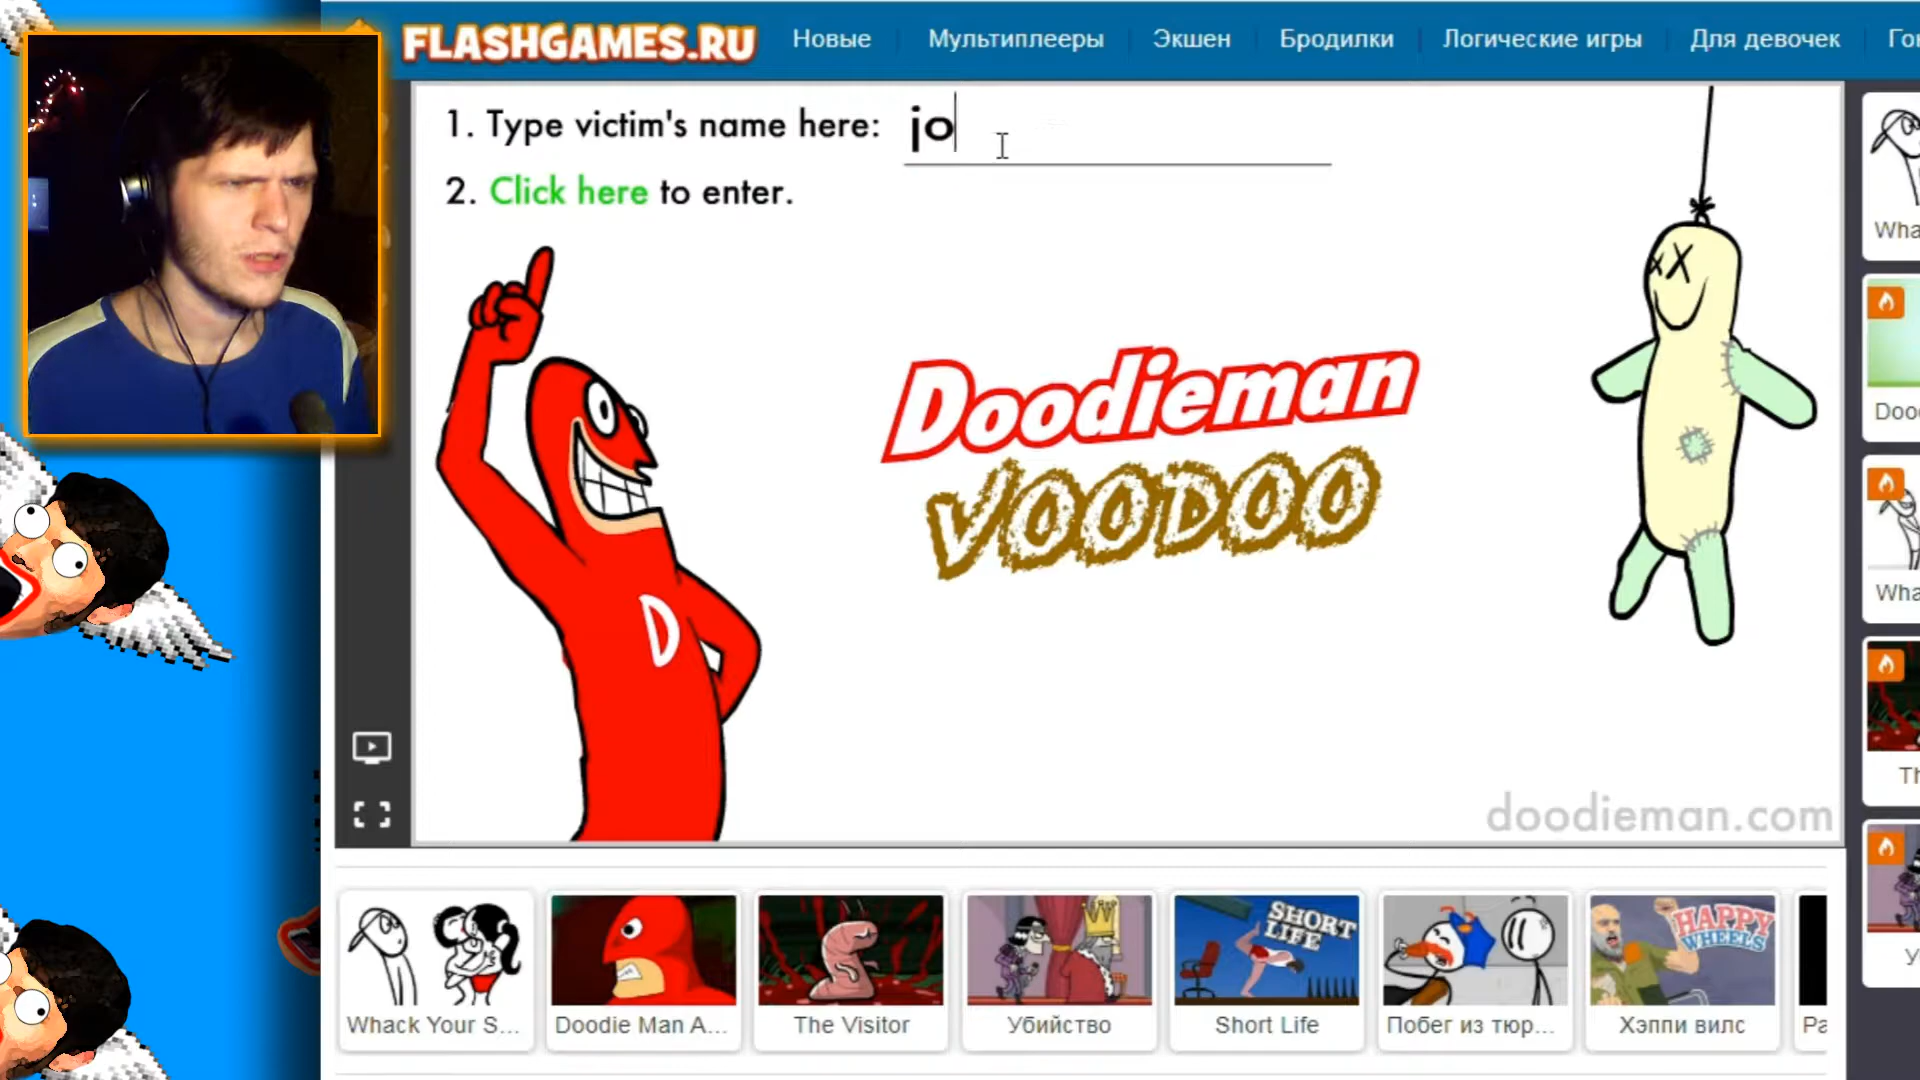 FLASHGAMES.RU Новые Мультиплееры Экшен Бродилки Логические игры Для девочек
1. Type victim's name here: jo
2. Click here to enter.
Doodieman
VOODOO
D
doodieman.com
SHORT
LIFE
HAPPY
WHEELS
Whack Your S... Doodie Man A... The Visitor Убийство Short Life Побег из тюр... Хэппи вилс